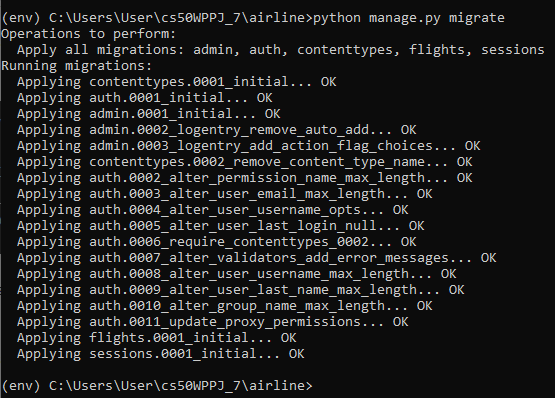 (env) C:\Users\User\cs50WPPJ_7\airline>python manage.py migrate
Operations to perform:
  Apply all migrations: admin, auth, contenttypes, flights, sessions
Running migrations:
  Applying contenttypes.0001_initial... OK
  Applying auth.0001_initial... OK
  Applying admin.0001_initial... OK
  Applying admin.0002_logentry_remove_auto_add... OK
  Applying admin.0003_logentry_add_action_flag_choices... OK
  Applying contenttypes.0002_remove_content_type_name... OK
  Applying auth.0002_alter_permission_name_max_length... OK
  Applying auth.0003_alter_user_email_max_length... OK
  Applying auth.0004_alter_user_username_opts... OK
  Applying auth.0005_alter_user_last_login_null... OK
  Applying auth.0006_require_contenttypes_0002... OK
  Applying auth.0007_alter_validators_add_error_messages... OK
  Applying auth.0008_alter_user_username_max_length... OK
  Applying auth.0009_alter_user_last_name_max_length... OK
  Applying auth.0010_alter_group_name_max_length... OK
  Applying auth.0011_update_proxy_permissions... OK
  Applying flights.0001_initial... OK
  Applying sessions.0001_initial... OK
(env) C:\Users\User\cs50WPPJ_7\airline>